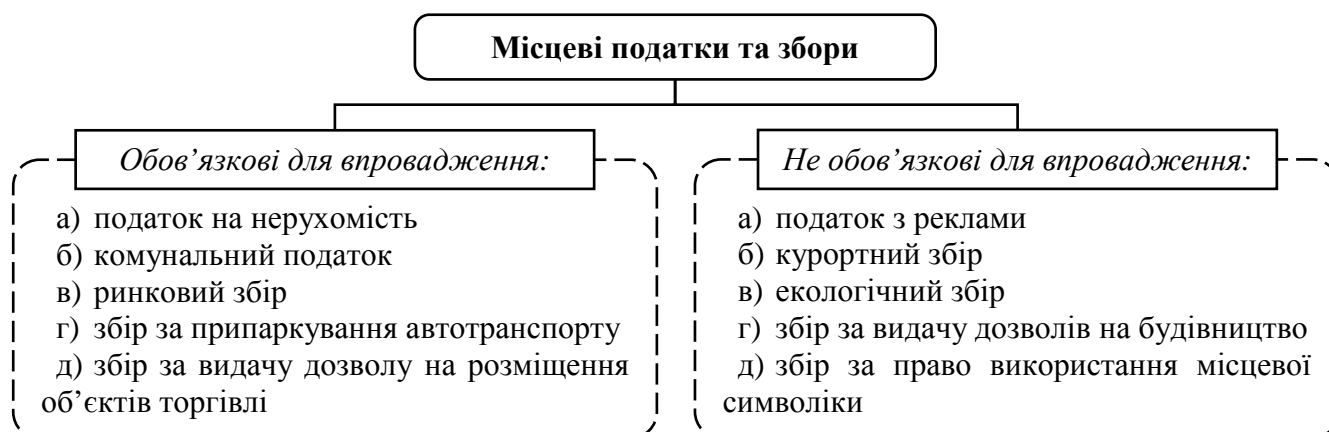 Місцеві податки та збори
Обов’язкові для впровадження:
а) податок на нерухомість
б) комунальний податок
в) ринковий збір
г) збір за припаркування автотранспорту
д) збір за видачу дозволу на розміщення
об’єктів торгівлі
Не обов’язкові для впровадження:
а) податок з реклами
б) курортний збір
в) екологічний збір
г) збір за видачу дозволів на будівництво
д) збір за право використання місцевої
символіки